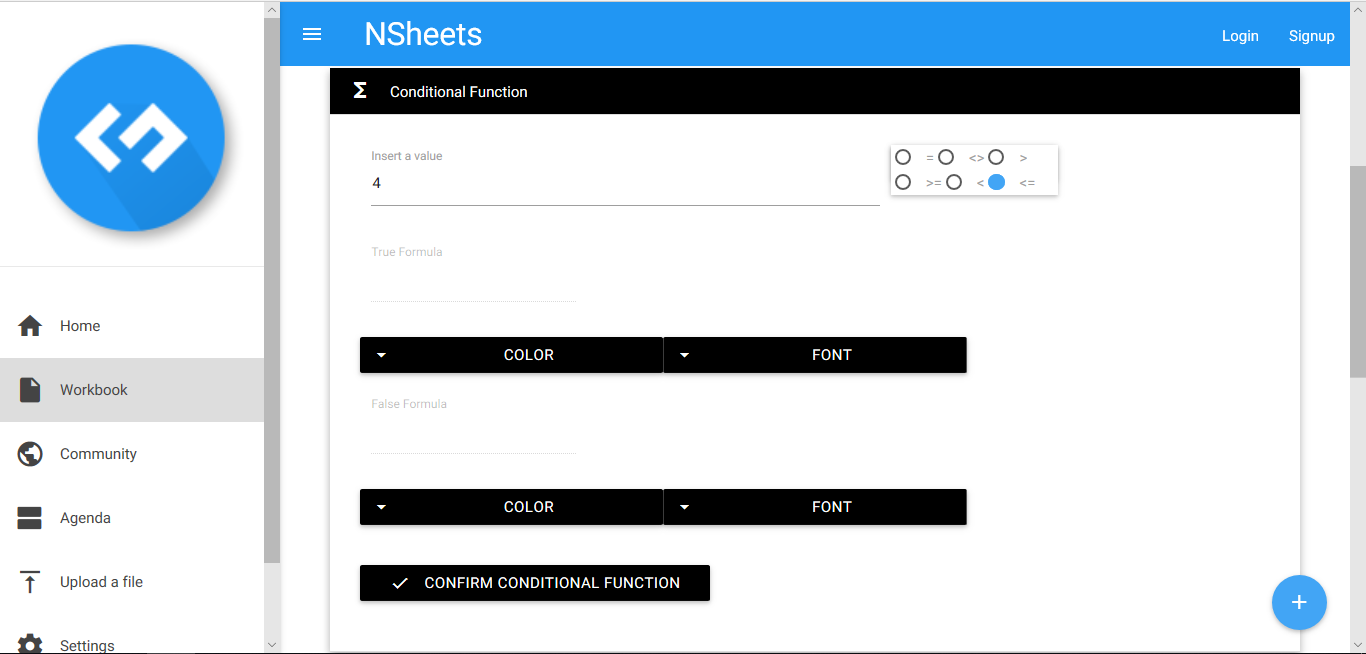 NSheets
Login
Signup
Σ Conditional Function
Insert a value
4
= <> >
>= < <=
True Formula
COLOR
FONT
False Formula
COLOR
FONT
CONFIRM CONDITIONAL FUNCTION
Home
Workbook
Community
Agenda
Upload a file
Settings